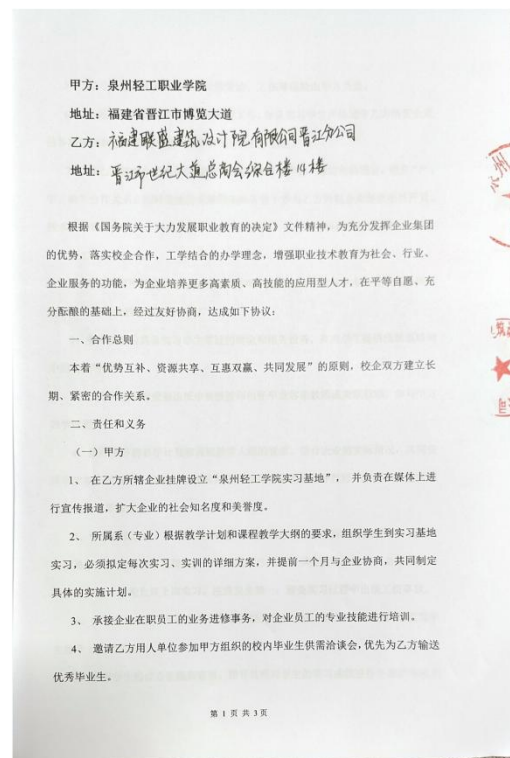 甲方：泉州轻工职业学院
地址：福建省晋江市博览大道
乙方：福建联盛建筑设计院有限公司晋江分公司
地址：晋江市世纪大道总商会综合楼14楼
根据《国务院关于大力发展职业教育的决定》文件精神，为充分发挥企业集团
的优势，落实校企合作，工学结合的办学理念，增强职业技术教育为社会、行业、
企业服务的功能，为企业培养更多高素质、高技能的应用型人才，在平等自愿、充
分酝酿的基础上，经过友好协商，达成如下协议：
一、合作总则
本着“优势互补、资源共享、互惠双赢、共同发展”的原则，校企双方建立长
期、紧密的合作关系。
二、责任和义务
（一）甲方
1、 在乙方所辖企业挂牌设立“泉州轻工学院实习基地”， 并负责在媒体上进
行宣传报道，扩大企业的社会知名度和美誉度。
2、 所属系（专业）根据教学计划和课程教学大纲的要求，组织学生到实习基地
实习，必须拟定每次实习、实训的详细方案，并提前一个月与企业协商，共同制定
具体的实施计划。
3、 承接企业在职员工的业务进修事务，对企业员工的专业技能进行培训。
4、 邀请乙方用人单位参加甲方组织的校内毕业生供需洽谈会，优先为乙方输送
优秀毕业生。
第 1 页 共 3 页
州